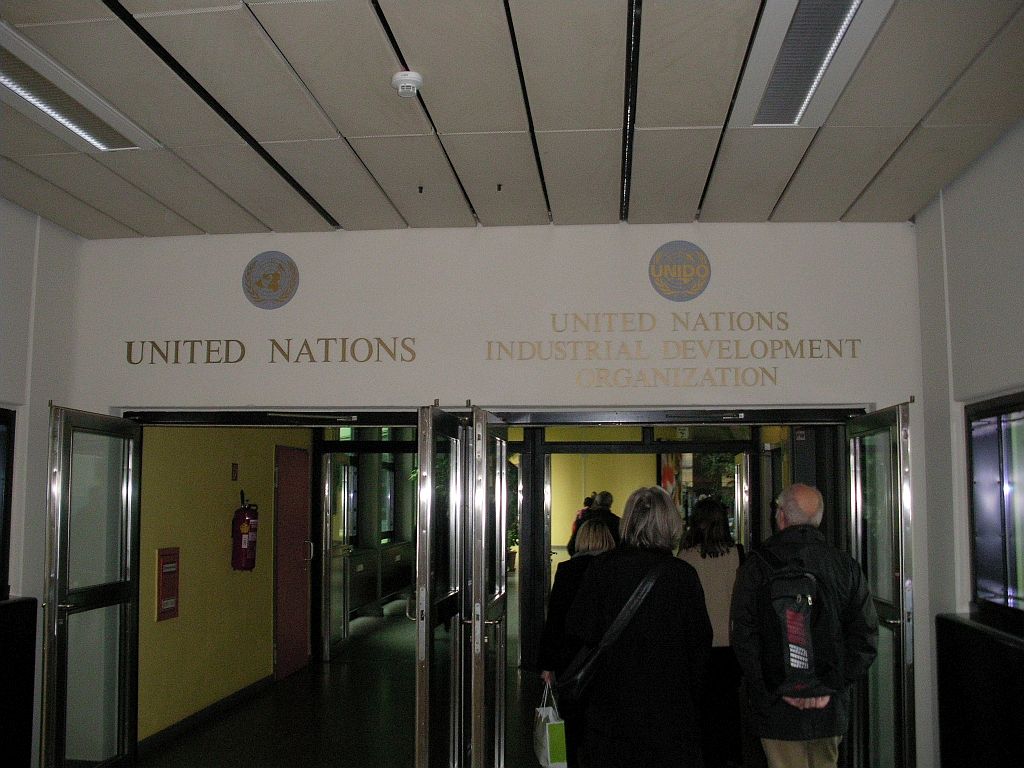 UNITED NATIONS
UNIDO
UNITED NATIONS
INDUSTRIAL DEVELOPMENT
ORGANIZATION